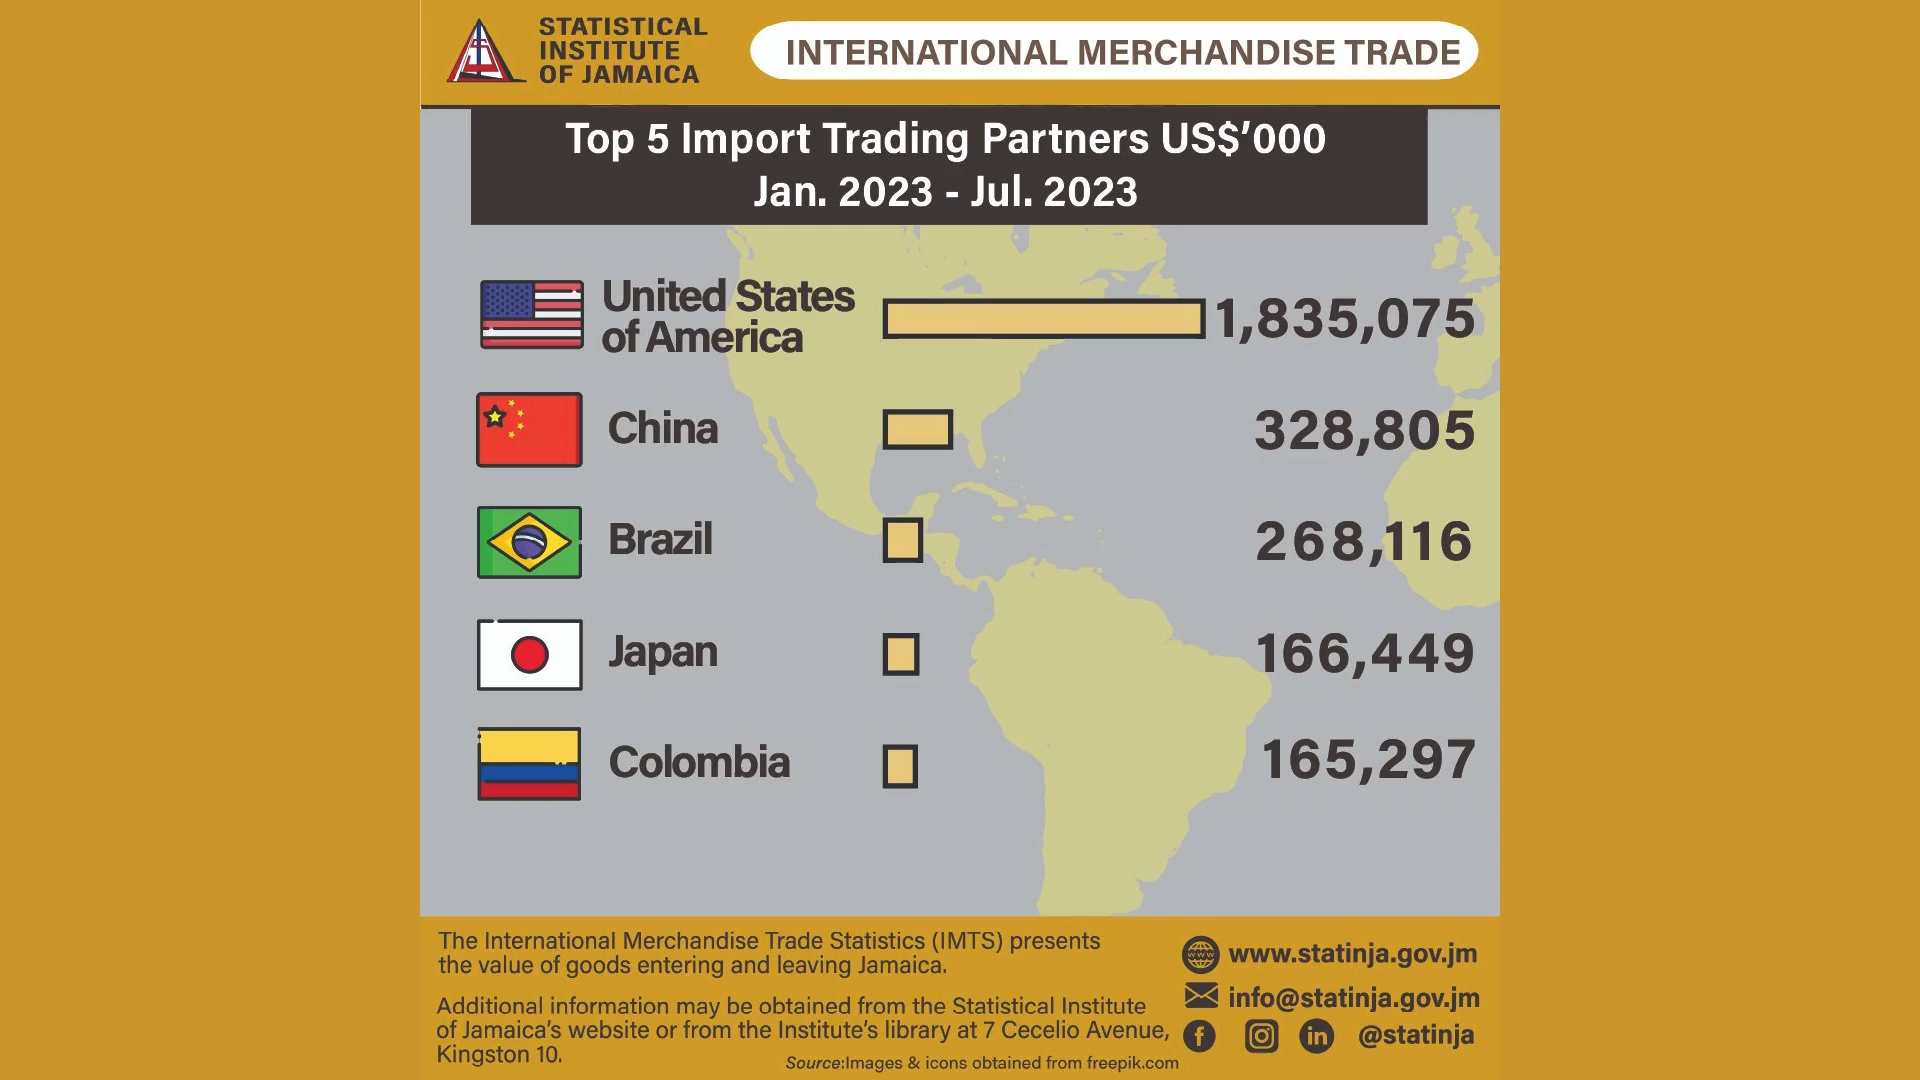 STATISTICAL
INSTITUTE
OF JAMAICA
INTERNATIONAL MERCHANDISE TRADE
Top 5 Import Trading Partners US$’000
Jan. 2023 - Jul. 2023
United States
of America
1,835,075
China
328,805
Brazil
268,116
Japan
166,449
Colombia
165,297
The International Merchandise Trade Statistics (IMTS) presents
the value of goods entering and leaving Jamaica.
Additional information may be obtained from the Statistical Institute
of Jamaica’s website or from the Institute’s library at 7 Cecelio Avenue,
Kingston 10.
Source:Images & icons obtained from freepik.com
www.statinja.gov.jm
info@statinja.gov.jm
@statinja